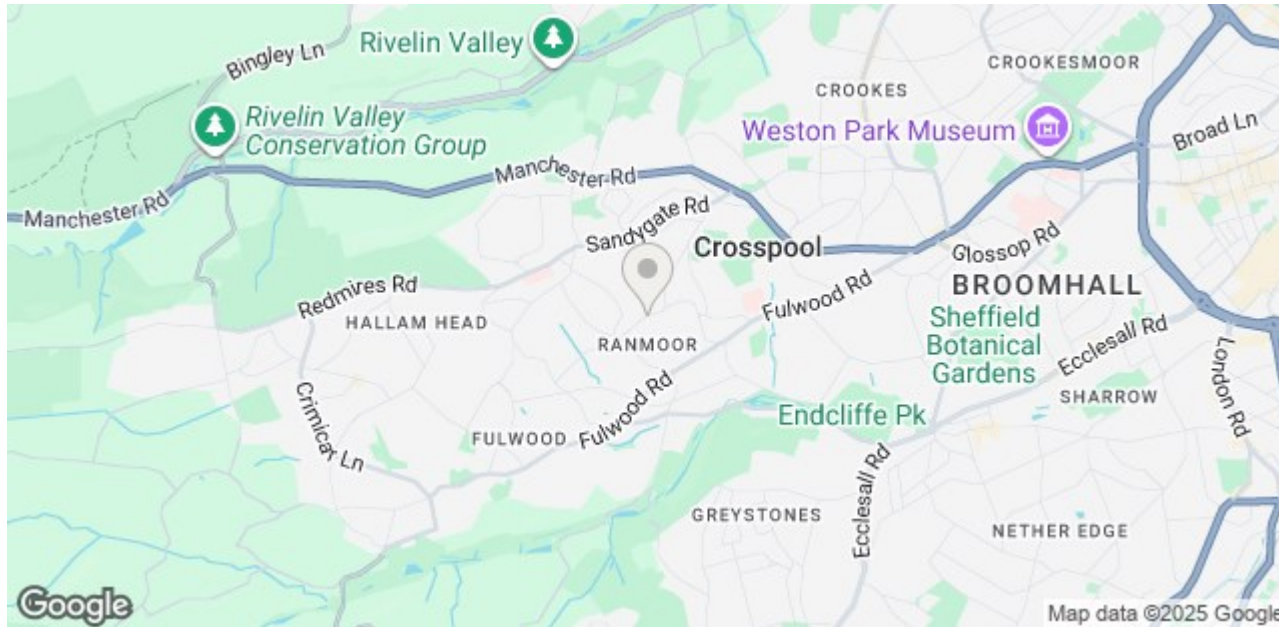 Rivelin Valley
Bingley Ln
CROOKESMOOR
CROOKES
Rivelin Valley
Conservation Group
Weston Park Museum
Broad Ln
Manchester Rd
Manchester Rd
Sandygate Rd
Crosspool
Glossop Rd
Redmires Rd
Fulwood Rd
BROOMHALL
HALLAM HEAD
RANMOOR
Sheffield
Botanical
Gardens
Ecclesall Rd
London Rd
Crimicar Ln
SHARROW
Endcliffe Pk
FULWOOD
Fulwood Rd
Ecclesall Rd
GREYSTONES
NETHER EDGE
Google
Map data ©2025 Google